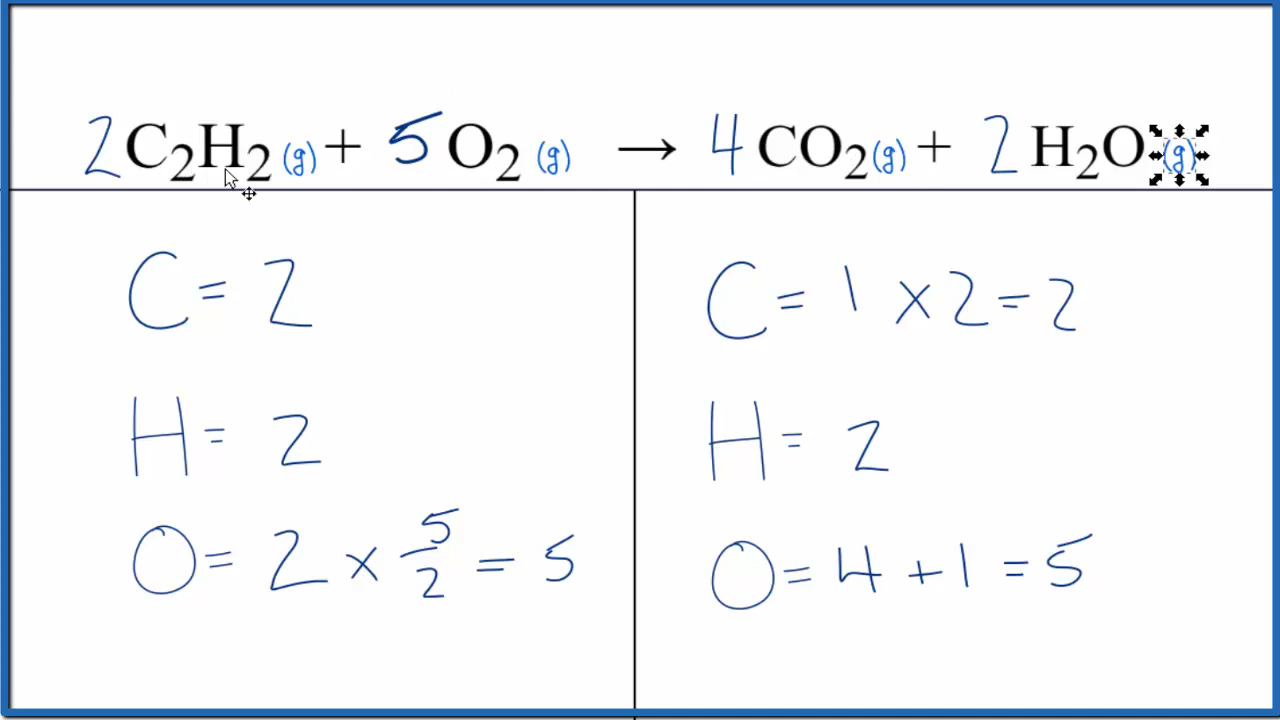 2C₂H₂(g) + 5O₂(g) → 4CO₂(g) + 2H₂O(g)
C = 2
H = 2
O = 2 × 5/2 = 5
C = 1 × 2 = 2
H = 2
O = 4 + 1 = 5